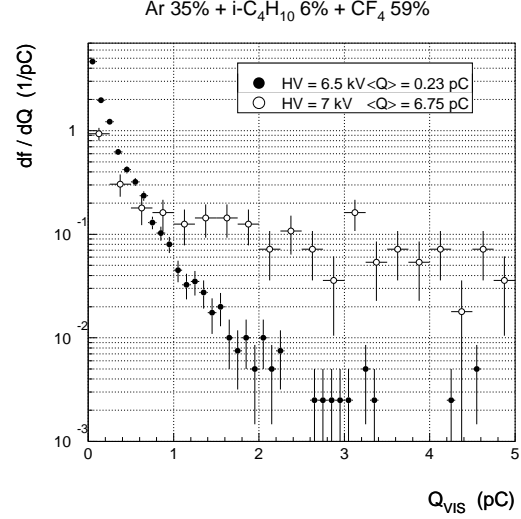 Ar 35% + i-C₄H₁₀ 6% + CF₄ 59%
df / dQ (1/pC)
HV = 6.5 kV <Q> = 0.23 pC
HV = 7 kV <Q> = 6.75 pC
1
10⁻¹
10⁻²
10⁻³
0 1 2 3 4 5
Q_VIS (pC)